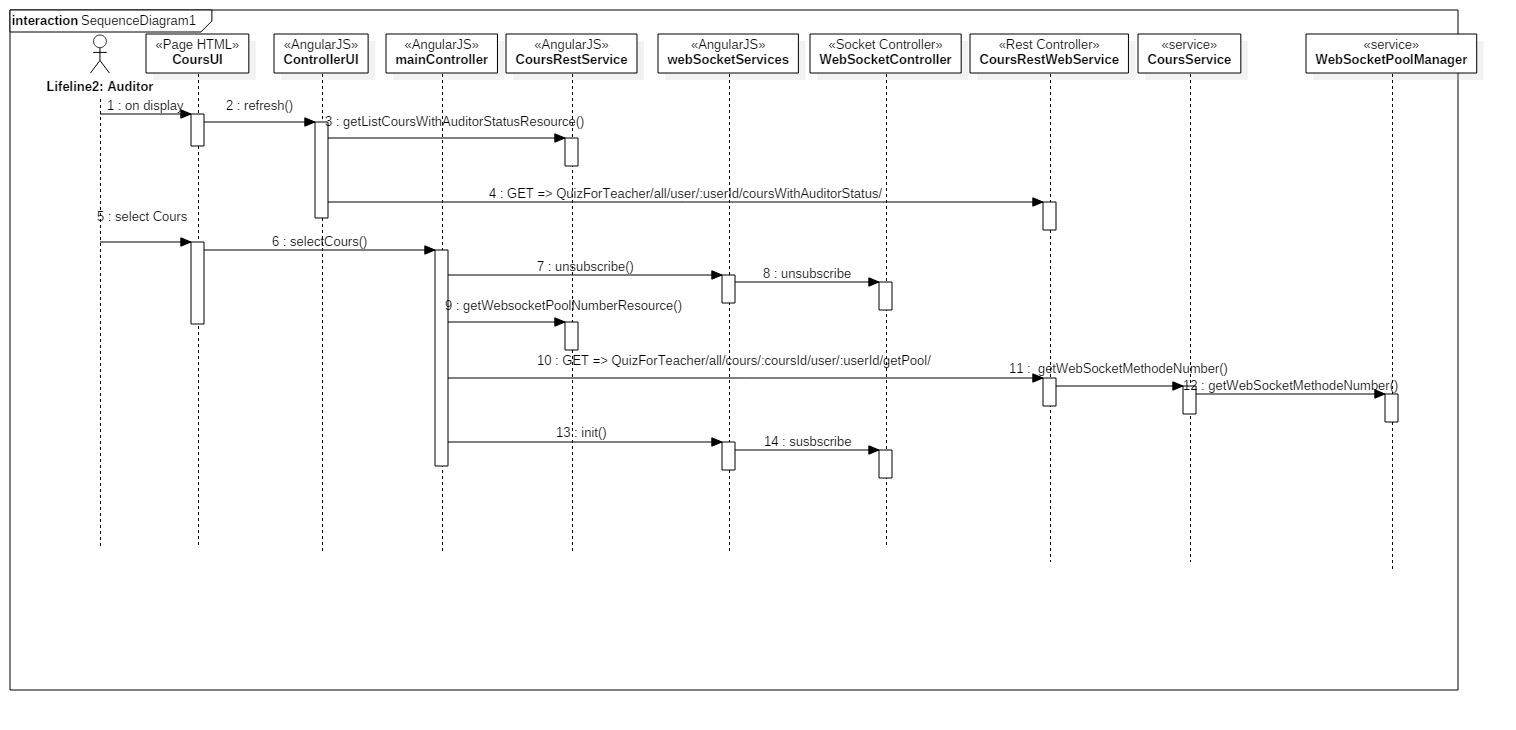 interaction SequenceDiagram1
«Page HTML»
CoursUI
«AngularJS»
ControllerUI
«AngularJS»
mainController
«AngularJS»
CoursRestService
«AngularJS»
webSocketServices
«Socket Controller»
WebSocketController
«Rest Controller»
CoursRestWebService
«service»
CoursService
«service»
WebSocketPoolManager
Lifeline2: Auditor
1 : on display
2 : refresh()
3 : getListCoursWithAuditorStatusResource()
4 : GET => QuizForTeacher/all/user/:userId/coursWithAuditorStatus/
5 : select Cours
6 : selectCours()
7 : unsubscribe()
8 : unsubscribe
9 : getWebsocketPoolNumberResource()
10 : GET => QuizForTeacher/all/cours/:coursId/user/:userId/getPool/
11 : getWebSocketMethodeNumber()
12 : getWebSocketMethodeNumber()
13 : init()
14 : susbscribe